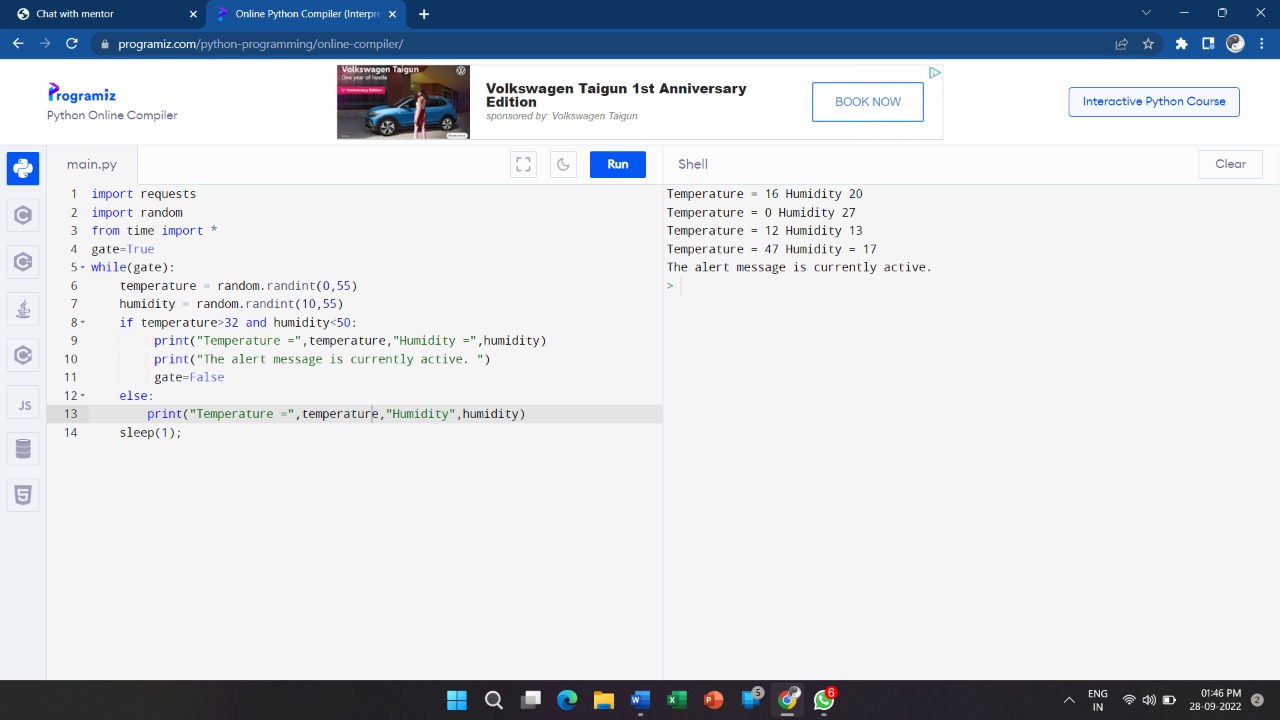 Chat with mentor
Online Python Compiler (Interpre
programiz.com/python-programming/online-compiler/
Programiz
Python Online Compiler
Volkswagen Taigun
One year of hustle
Volkswagen Taigun 1st Anniversary
Edition
sponsored by: Volkswagen Taigun
BOOK NOW
Interactive Python Course
main.py
Run
Shell
Clear
1 import requests
2 import random
3 from time import *
4 gate=True
5 while(gate):
6 temperature = random.randint(0,55)
7 humidity = random.randint(10,55)
8 if temperature>32 and humidity<50:
9 print("Temperature =",temperature,"Humidity =",humidity)
10 print("The alert message is currently active. ")
11 gate=False
12 else:
13 print("Temperature =",temperature,"Humidity",humidity)
14 sleep(1);
JS
Temperature = 16 Humidity 20
Temperature = 0 Humidity 27
Temperature = 12 Humidity 13
Temperature = 47 Humidity = 17
The alert message is currently active.
>
5
6
ENG
IN
01:46 PM
28-09-2022
2